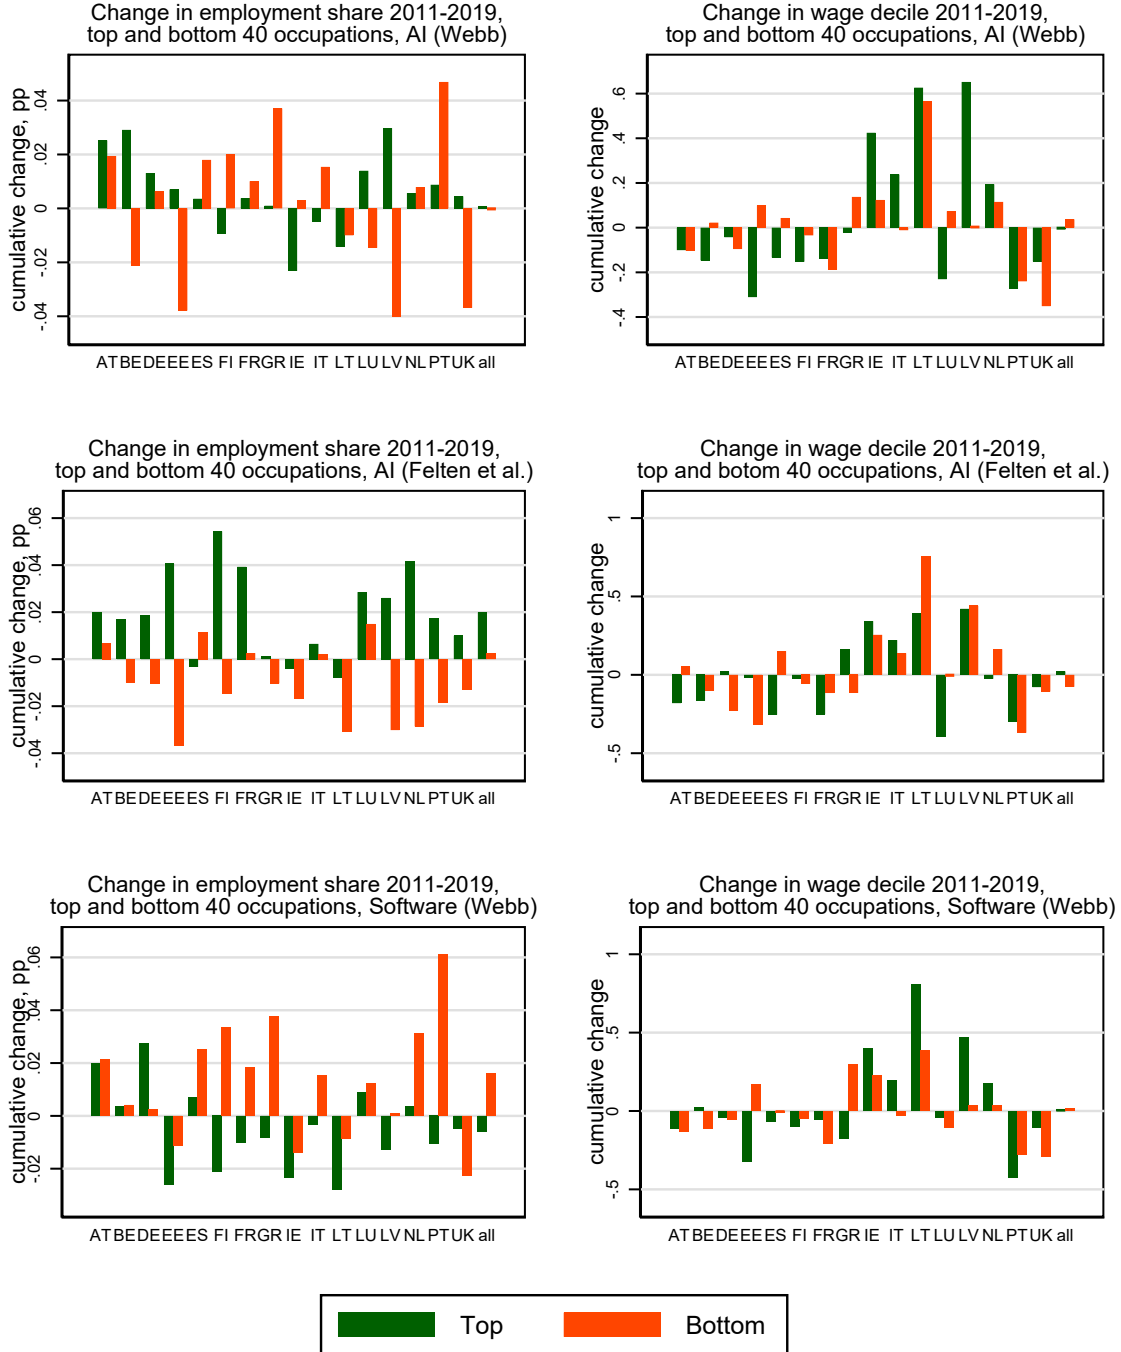 Change in employment share 2011-2019,
top and bottom 40 occupations, AI (Webb)
cumulative change, pp
.04
.02
0
-.02
-.04
AT BE DE EE ES FI FR GR IE IT LT LU LV NL PT UK all
Change in wage decile 2011-2019,
top and bottom 40 occupations, AI (Webb)
cumulative change
.6
.4
.2
0
-.2
-.4
AT BE DE EE ES FI FR GR IE IT LT LU LV NL PT UK all
Change in employment share 2011-2019,
top and bottom 40 occupations, AI (Felten et al.)
cumulative change, pp
.06
.04
.02
0
-.02
-.04
AT BE DE EE ES FI FR GR IE IT LT LU LV NL PT UK all
Change in wage decile 2011-2019,
top and botom 40 occupations, AI (Felten et al.)
cumulative change
1
.5
0
-.5
AT BE DE EE ES FI FR GR IE IT LT LU LV NL PT UK all
Change in employment share 2011-2019,
top and bottom 40 occupations, Software (Webb)
cumulative change, pp
.06
.04
.02
0
-.02
AT BE DE EE ES FI FR GR IE IT LT LU LV NL PT UK all
Change in wage decile 2011-2019,
top and bottom 40 occupations, Software (Webb)
cumulative change
1
.5
0
-.5
AT BE DE EE ES FI FR GR IE IT LT LU LV NL PT UK all
Top
Bottom